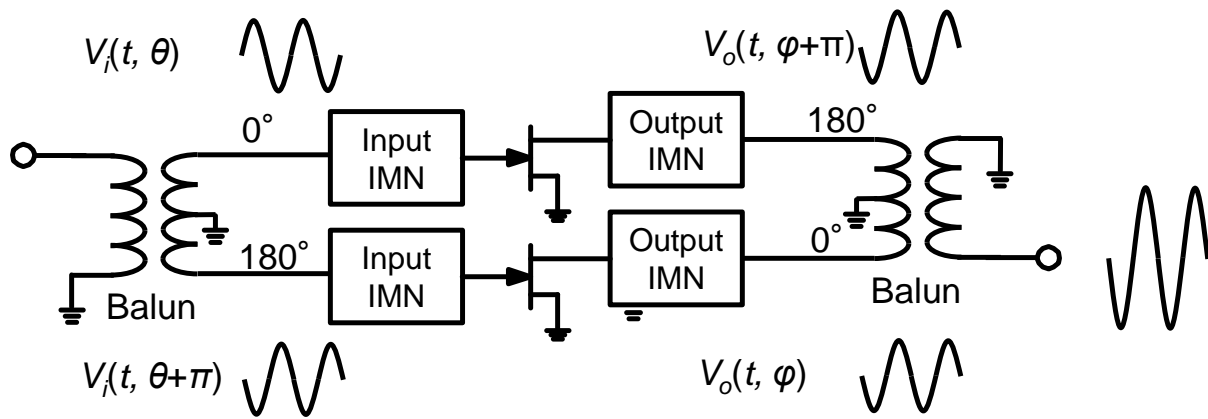 Vi(t, θ)
Vo(t, φ+π)
0°
Input
IMN
Output
IMN
180°
180°
Input
IMN
Output
IMN
0°
Balun
Balun
Vi(t, θ+π)
Vo(t, φ)